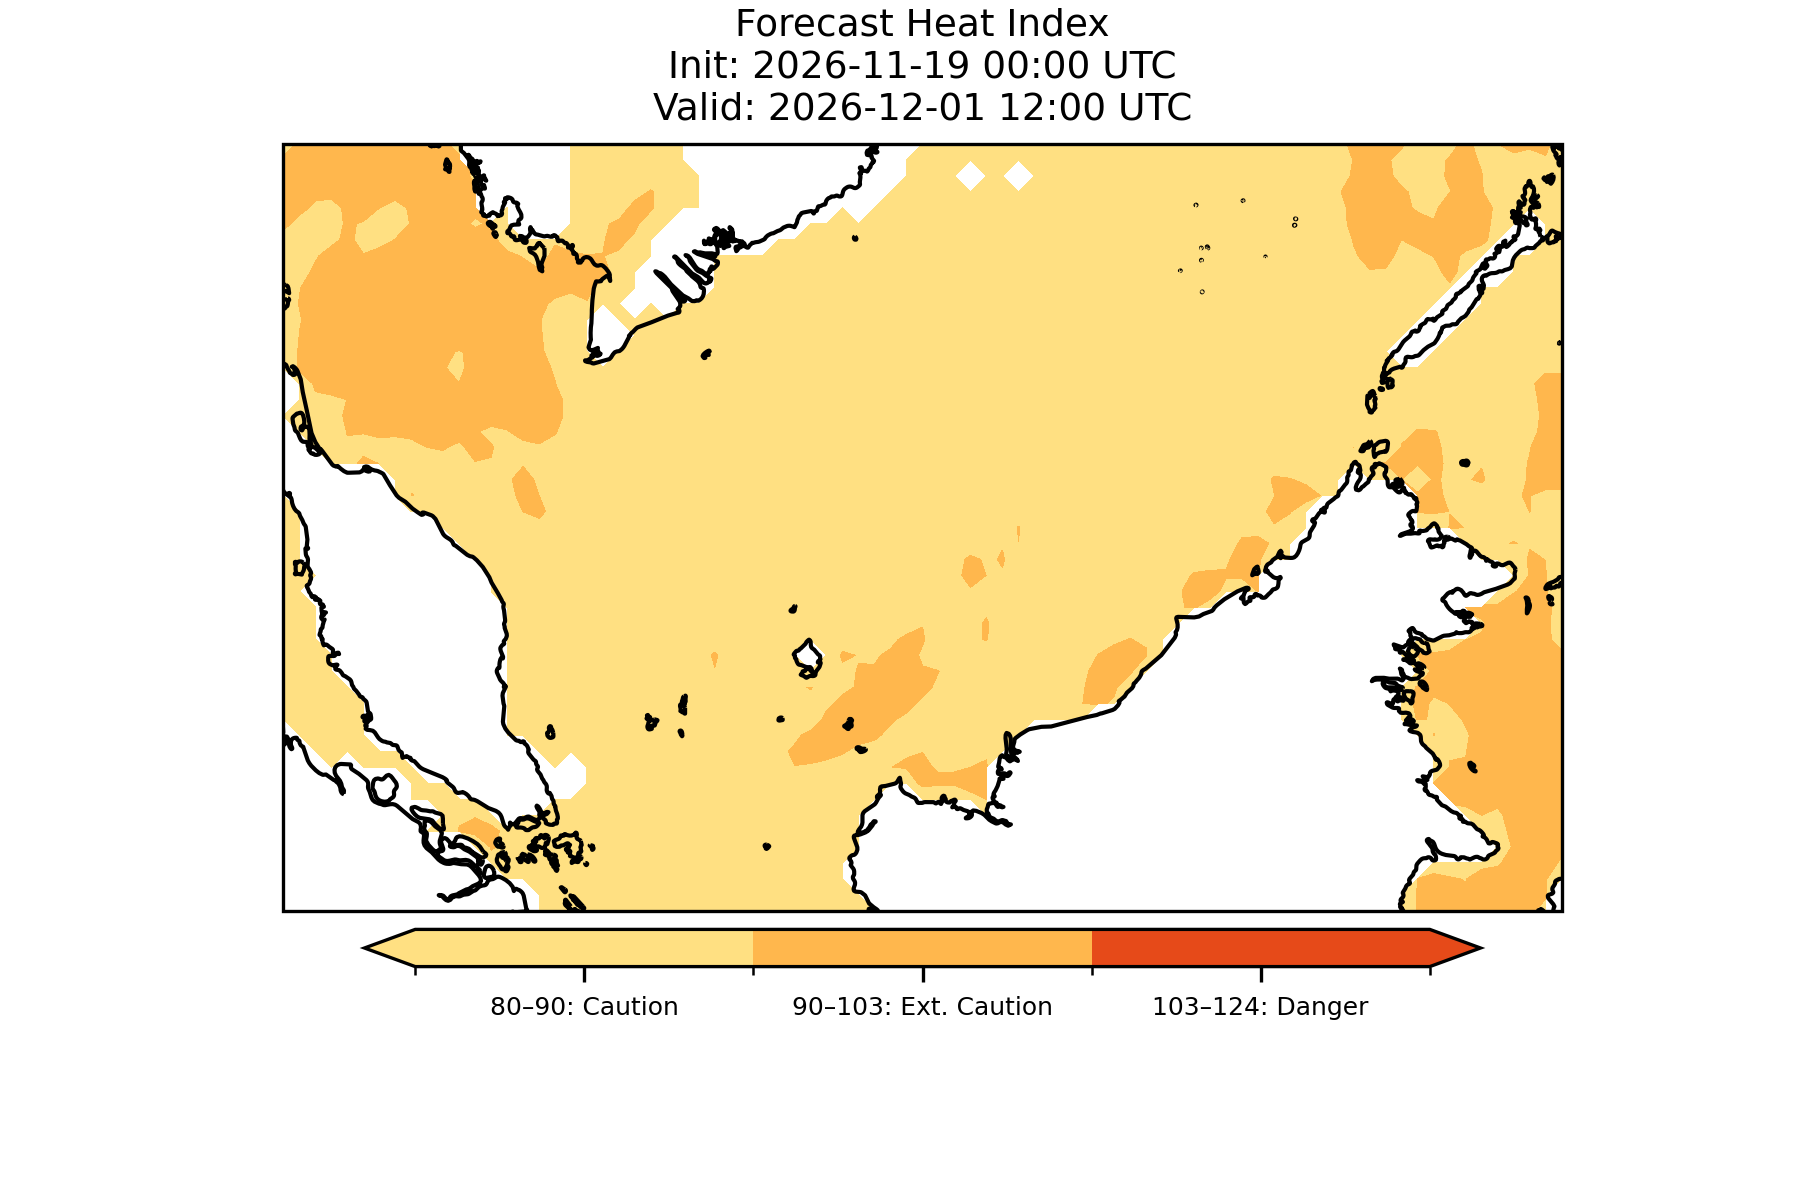 Forecast Heat Index
Init: 2026-11-19 00:00 UTC
Valid: 2026-12-01 12:00 UTC
80–90: Caution
90–103: Ext. Caution
103–124: Danger